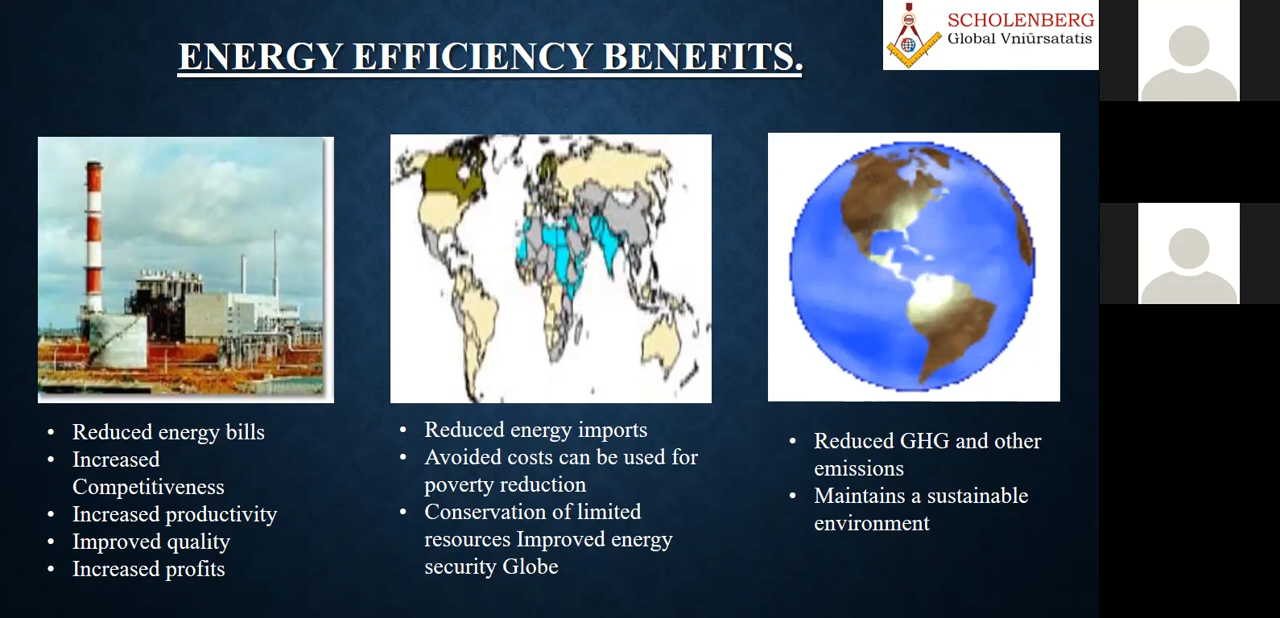 SCHOLENBERG
Global Vniûrsatatis
ENERGY EFFICIENCY BENEFITS.
• Reduced energy bills
• Increased
Competitiveness
• Increased productivity
• Improved quality
• Increased profits
• Reduced energy imports
• Avoided costs can be used for
poverty reduction
• Conservation of limited
resources Improved energy
security Globe
• Reduced GHG and other
emissions
• Maintains a sustainable
environment